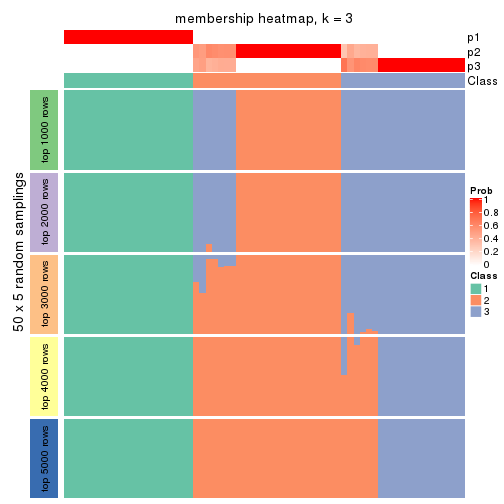 membership heatmap, k = 3
p1
p2
p3
Class
50 x 5 random samplings
top 1000 rows
top 2000 rows
top 3000 rows
top 4000 rows
top 5000 rows
Prob
1
0.8
0.6
0.4
0.2
0
Class
1
2
3